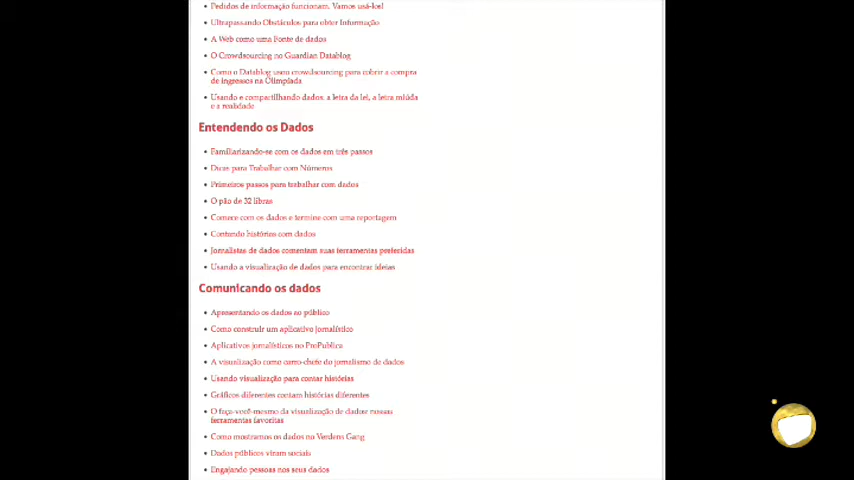 Pedidos de informação funcionam. Vamos usá-los!
Ultrapassando Obstáculos para obter Informação
A Web como uma Fonte de dados
O Crowdsourcing no Guardian Datablog
Como o Datablog usou crowdsourcing para cobrir a compra
de ingressos na Olimpíada
Usando e compartilhando dados: a letra da lei, a letra miúda
e a realidade
Entendendo os Dados
Familiarizando-se com os dados em três passos
Dicas para Trabalhar com Números
Primeiros passos para trabalhar com dados
O pão de 32 libras
Comece com os dados e termine com uma reportagem
Contando histórias com dados
Jornalistas de dados comentam suas ferramentas preferidas
Usando a visualização de dados para encontrar ideias
Comunicando os dados
Apresentando os dados ao público
Como construir um aplicativo jornalístico
Aplicativos jornalísticos no ProPublica
A visualização como carro-chefe do jornalismo de dados
Usando visualização para contar histórias
Gráficos diferentes contam histórias diferentes
O faça-você-mesmo da visualização de dados: nossas
ferramentas favoritas
Como mostramos os dados no Verdens Gang
Dados públicos viram sociais
Engajando pessoas nos seus dados